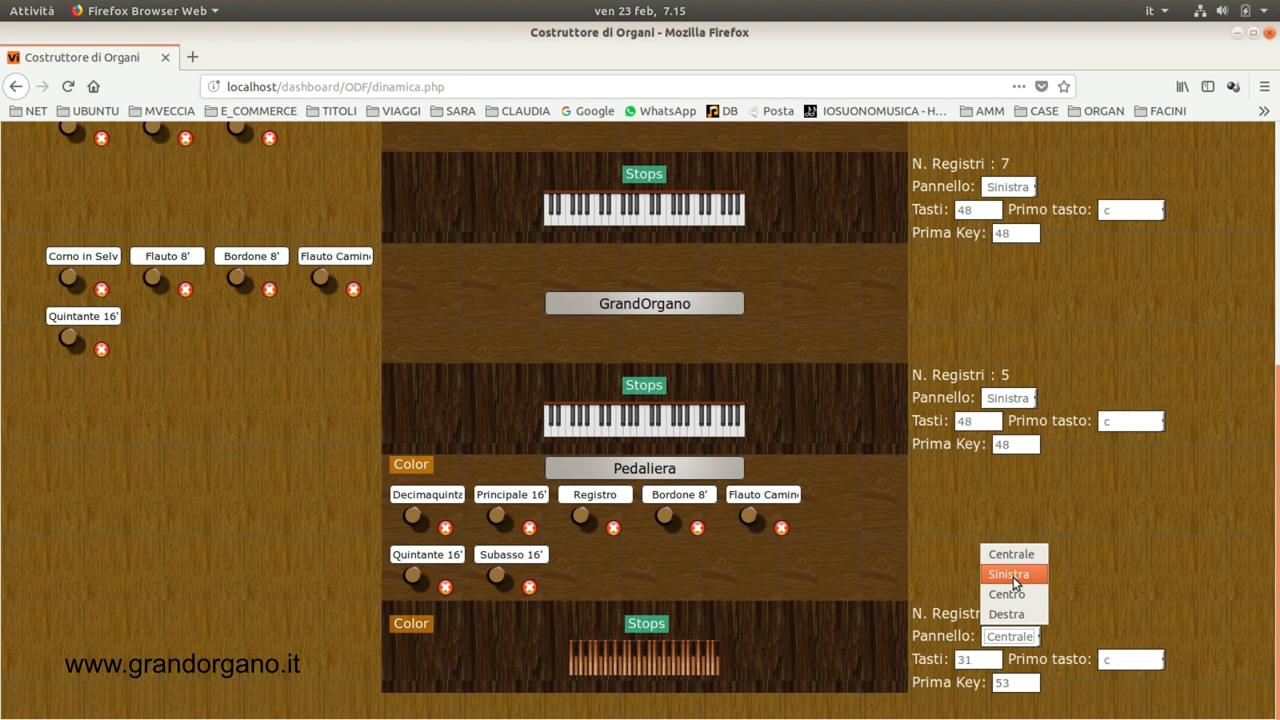 Attività Firefox Browser Web ven 23 feb, 7.15 it
Costruttore di Organi - Mozilla Firefox
Vi Costruttore di Organi
localhost/dashboard/ODF/dinamica.php
NET UBUNTU MVECCIA E_COMMERCE TITOLI VIAGGI SARA CLAUDIA Google WhatsApp DB Posta IOSUONOMUSICA - H... AMM CASE ORGAN FACINI
Stops
N. Registri : 7
Pannello: Sinistra
Tasti: 48 Primo tasto: c
Prima Key: 48
Corno in Selv Flauto 8' Bordone 8' Flauto Camin
Quintante 16'
GrandOrgano
Stops
N. Registri : 5
Pannello: Sinistra
Tasti: 48 Primo tasto: c
Prima Key: 48
Color
Pedaliera
Decimaquinta Principale 16' Registro Bordone 8' Flauto Camin
Quintante 16' Subasso 16'
Centrale
Sinistra
Centro
Destra
Color
Stops
N. Registr
Pannello: Centrale
Tasti: 31 Primo tasto: c
Prima Key: 53
www.grandorgano.it